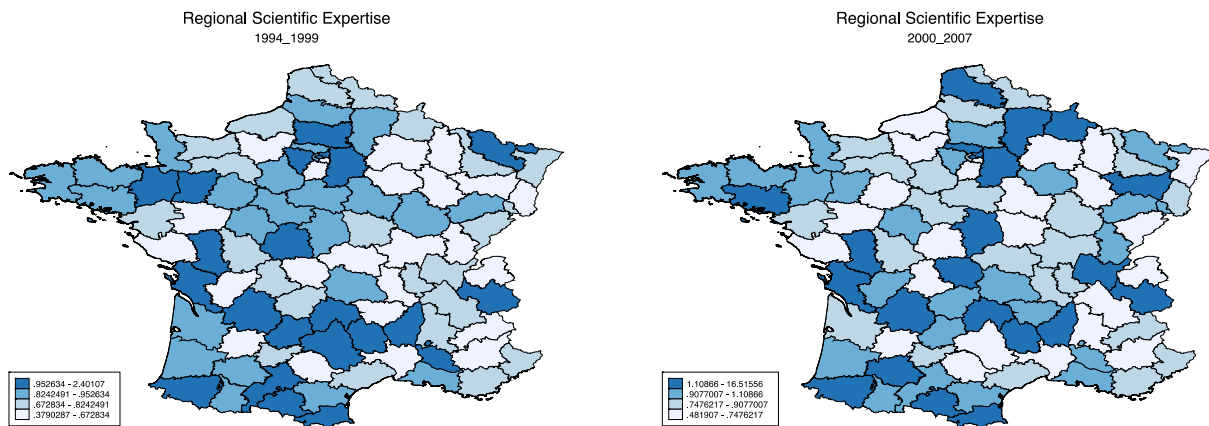 Regional Scientific Expertise
1994_1999
.952634 - 2.40107
.8242491 - .952634
.672834 - .8242491
.3790287 - .672834
Regional Scientific Expertise
2000_2007
1.10866 - 16.51556
.9077007 - 1.10866
.7476217 - .9077007
.481907 - .7476217